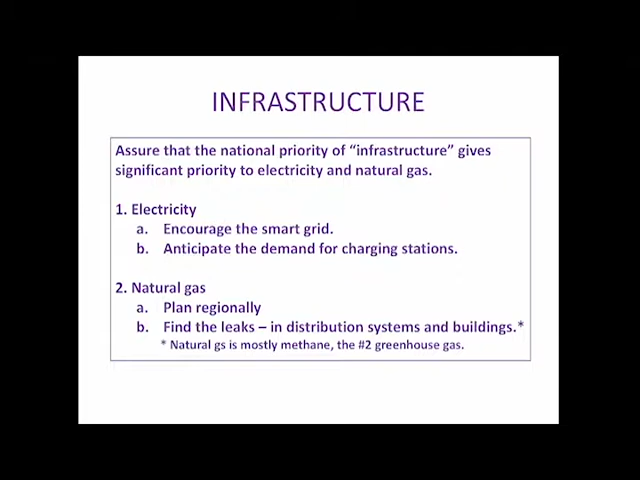 INFRASTRUCTURE
Assure that the national priority of “infrastructure” gives
significant priority to electricity and natural gas.
1. Electricity
a. Encourage the smart grid.
b. Anticipate the demand for charging stations.
2. Natural gas
a. Plan regionally
b. Find the leaks – in distribution systems and buildings.*
* Natural gs is mostly methane, the #2 greenhouse gas.